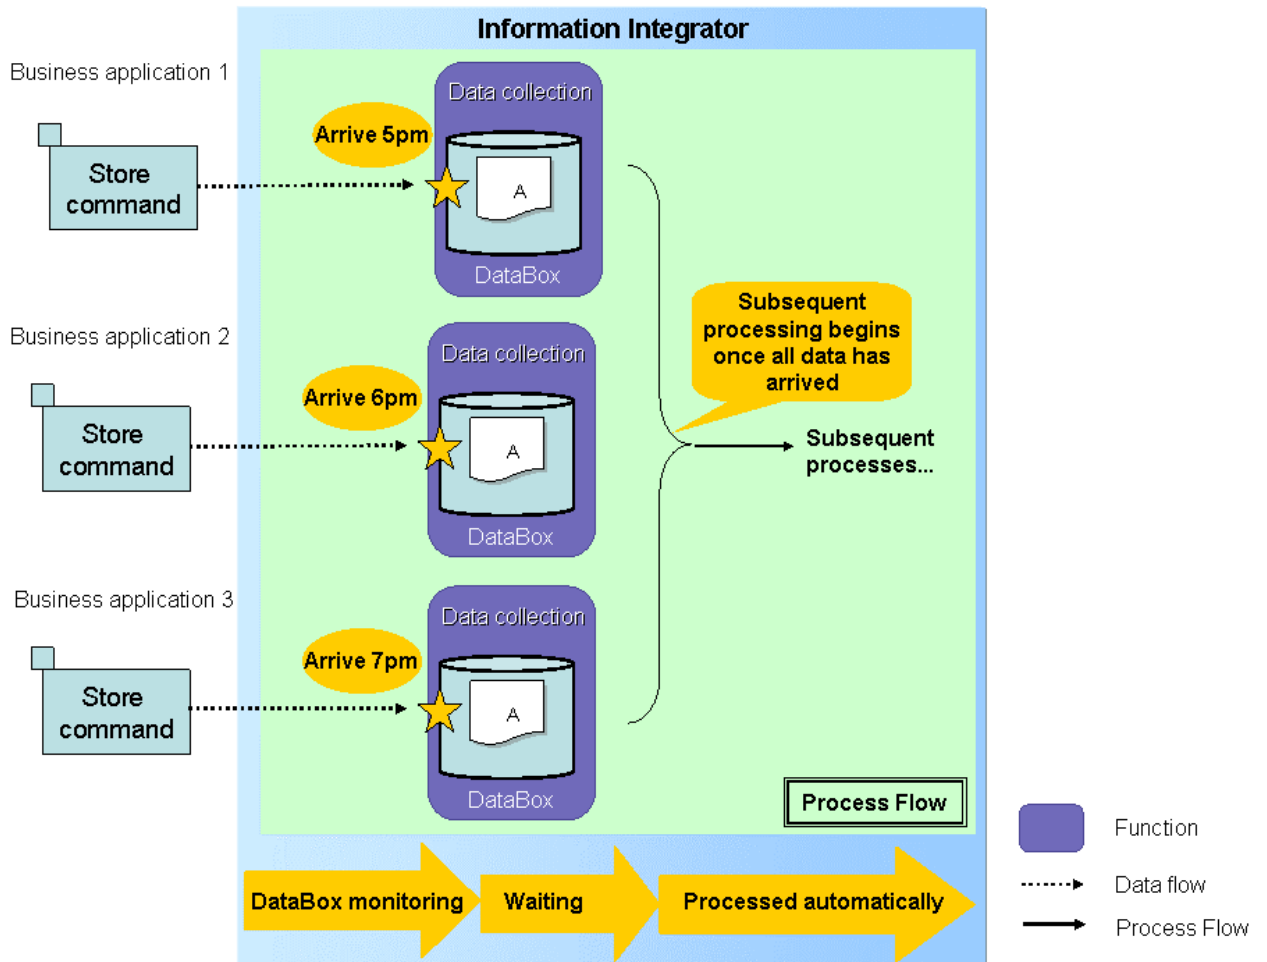 Information Integrator
Business application 1
Data collection
Arrive 5pm
Store
command
A
DataBox
Subsequent
processing begins
once all data has
arrived
Business application 2
Data collection
Arrive 6pm
Store
command
A
DataBox
Subsequent
processes...
Business application 3
Data collection
Arrive 7pm
Store
command
A
DataBox
Process Flow
Function
Data flow
Process Flow
DataBox monitoring
Waiting
Processed automatically